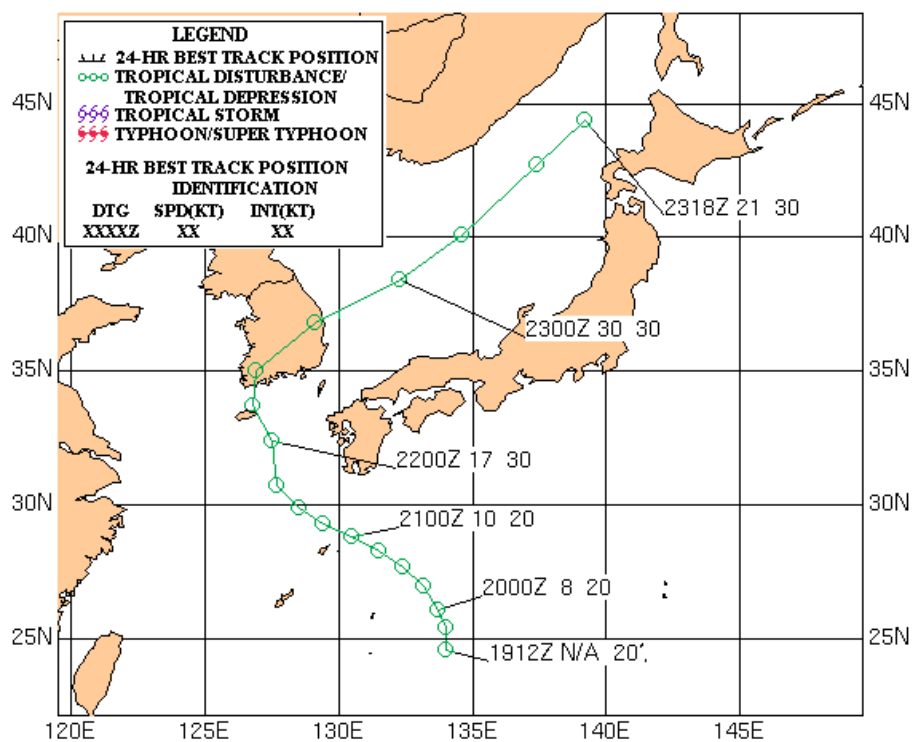 LEGEND
24-HR BEST TRACK POSITION
TROPICAL DISTURBANCE/
TROPICAL DEPRESSION
TROPICAL STORM
TYPHOON/SUPER TYPHOON
24-HR BEST TRACK POSITION
IDENTIFICATION
DTG SPD(KT) INT(KT)
XXXXZ XX XX
45N 45N
2318Z 21 30
40N 40N
2300Z 30 30
35N 35N
2200Z 17 30
30N 30N
2100Z 10 20
2000Z 8 20
25N 25N
1912Z N/A 20
120E 125E 130E 135E 140E 145E